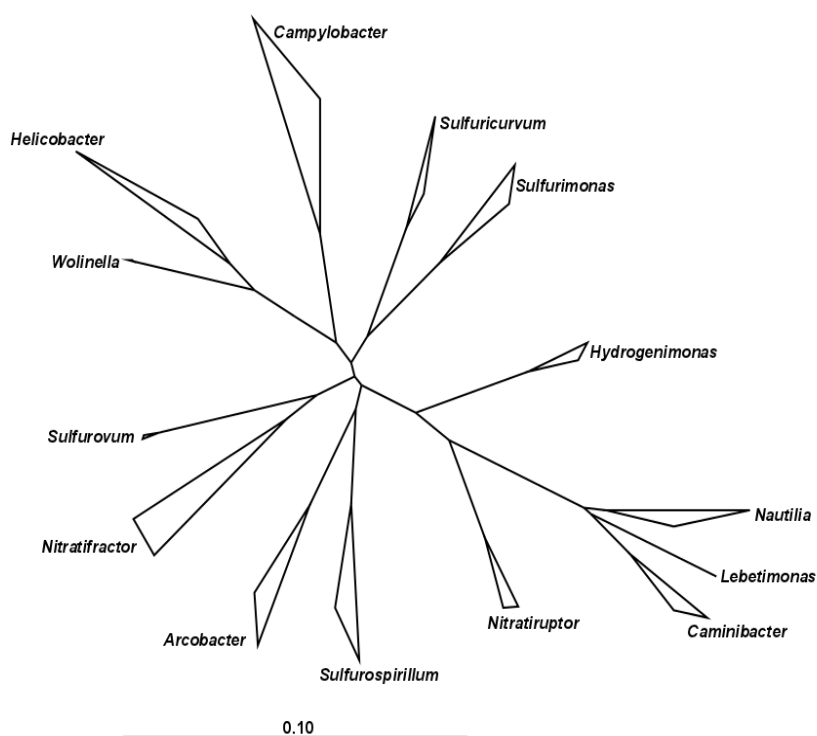 Campylobacter
Sulfuricurvum
Helicobacter
Sulfurimonas
Wolinella
Hydrogenimonas
Sulfurovum
Nautilia
Nitratifractor
Lebetimonas
Nitratiruptor
Caminibacter
Arcobacter
Sulfurospirillum
0.10